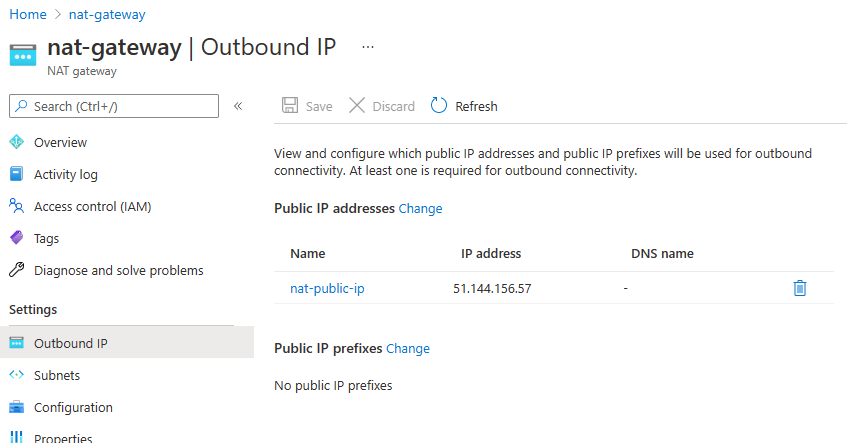 Home > nat-gateway
nat-gateway | Outbound IP ...
NAT gateway
Search (Ctrl+/)
«
Overview
Activity log
Access control (IAM)
Tags
Diagnose and solve problems
Settings
Outbound IP
Subnets
Configuration
Properties
Save Discard Refresh
View and configure which public IP addresses and public IP prefixes will be used for outbound
connectivity. At least one is required for outbound connectivity.
Public IP addresses Change
Name IP address DNS name
nat-public-ip 51.144.156.57 -
Public IP prefixes Change
No public IP prefixes